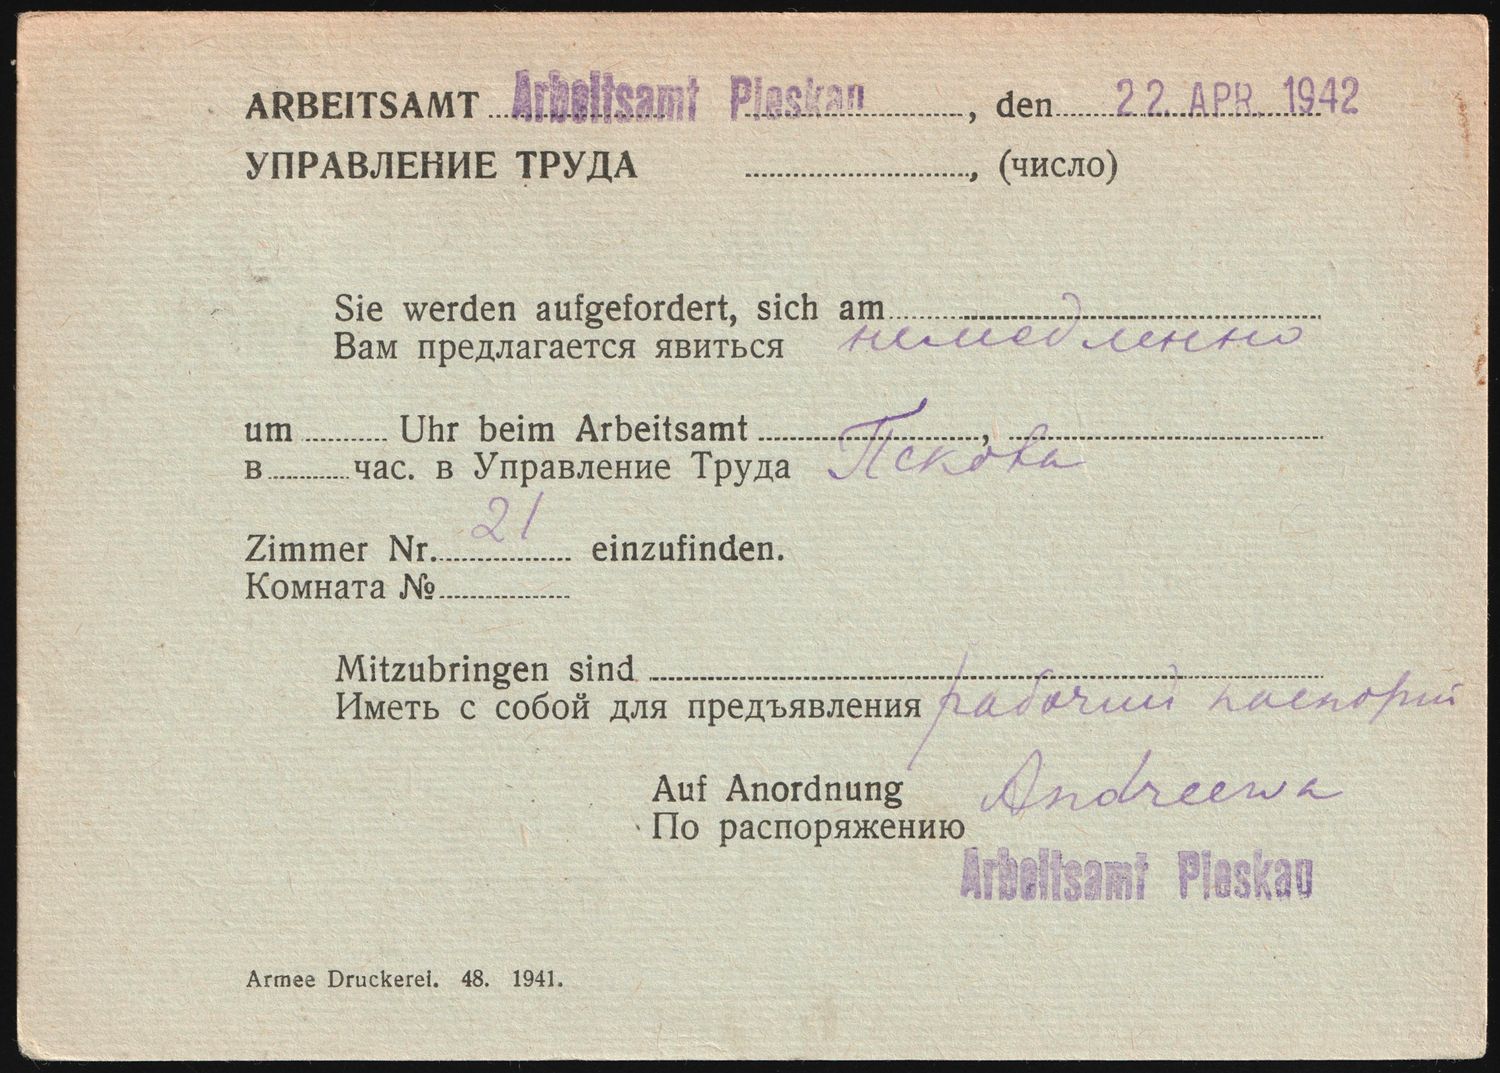 ARBEITSAMT Arbeitsamt Pleskau, den 22. APR. 1942
УПРАВЛЕНИЕ ТРУДА , (число)
Sie werden aufgefordert, sich am
Вам предлагается явиться немедленно
um Uhr beim Arbeitsamt ,
в час. в Управление Труда Пскова
Zimmer Nr. 21 einzufinden.
Комната №
Mitzubringen sind
Иметь с собой для предъявления рабочий паспорт
Auf Anordnung Andreewa
По распоряжению
Arbeitsamt Pleskau
Armee Druckerei. 48. 1941.